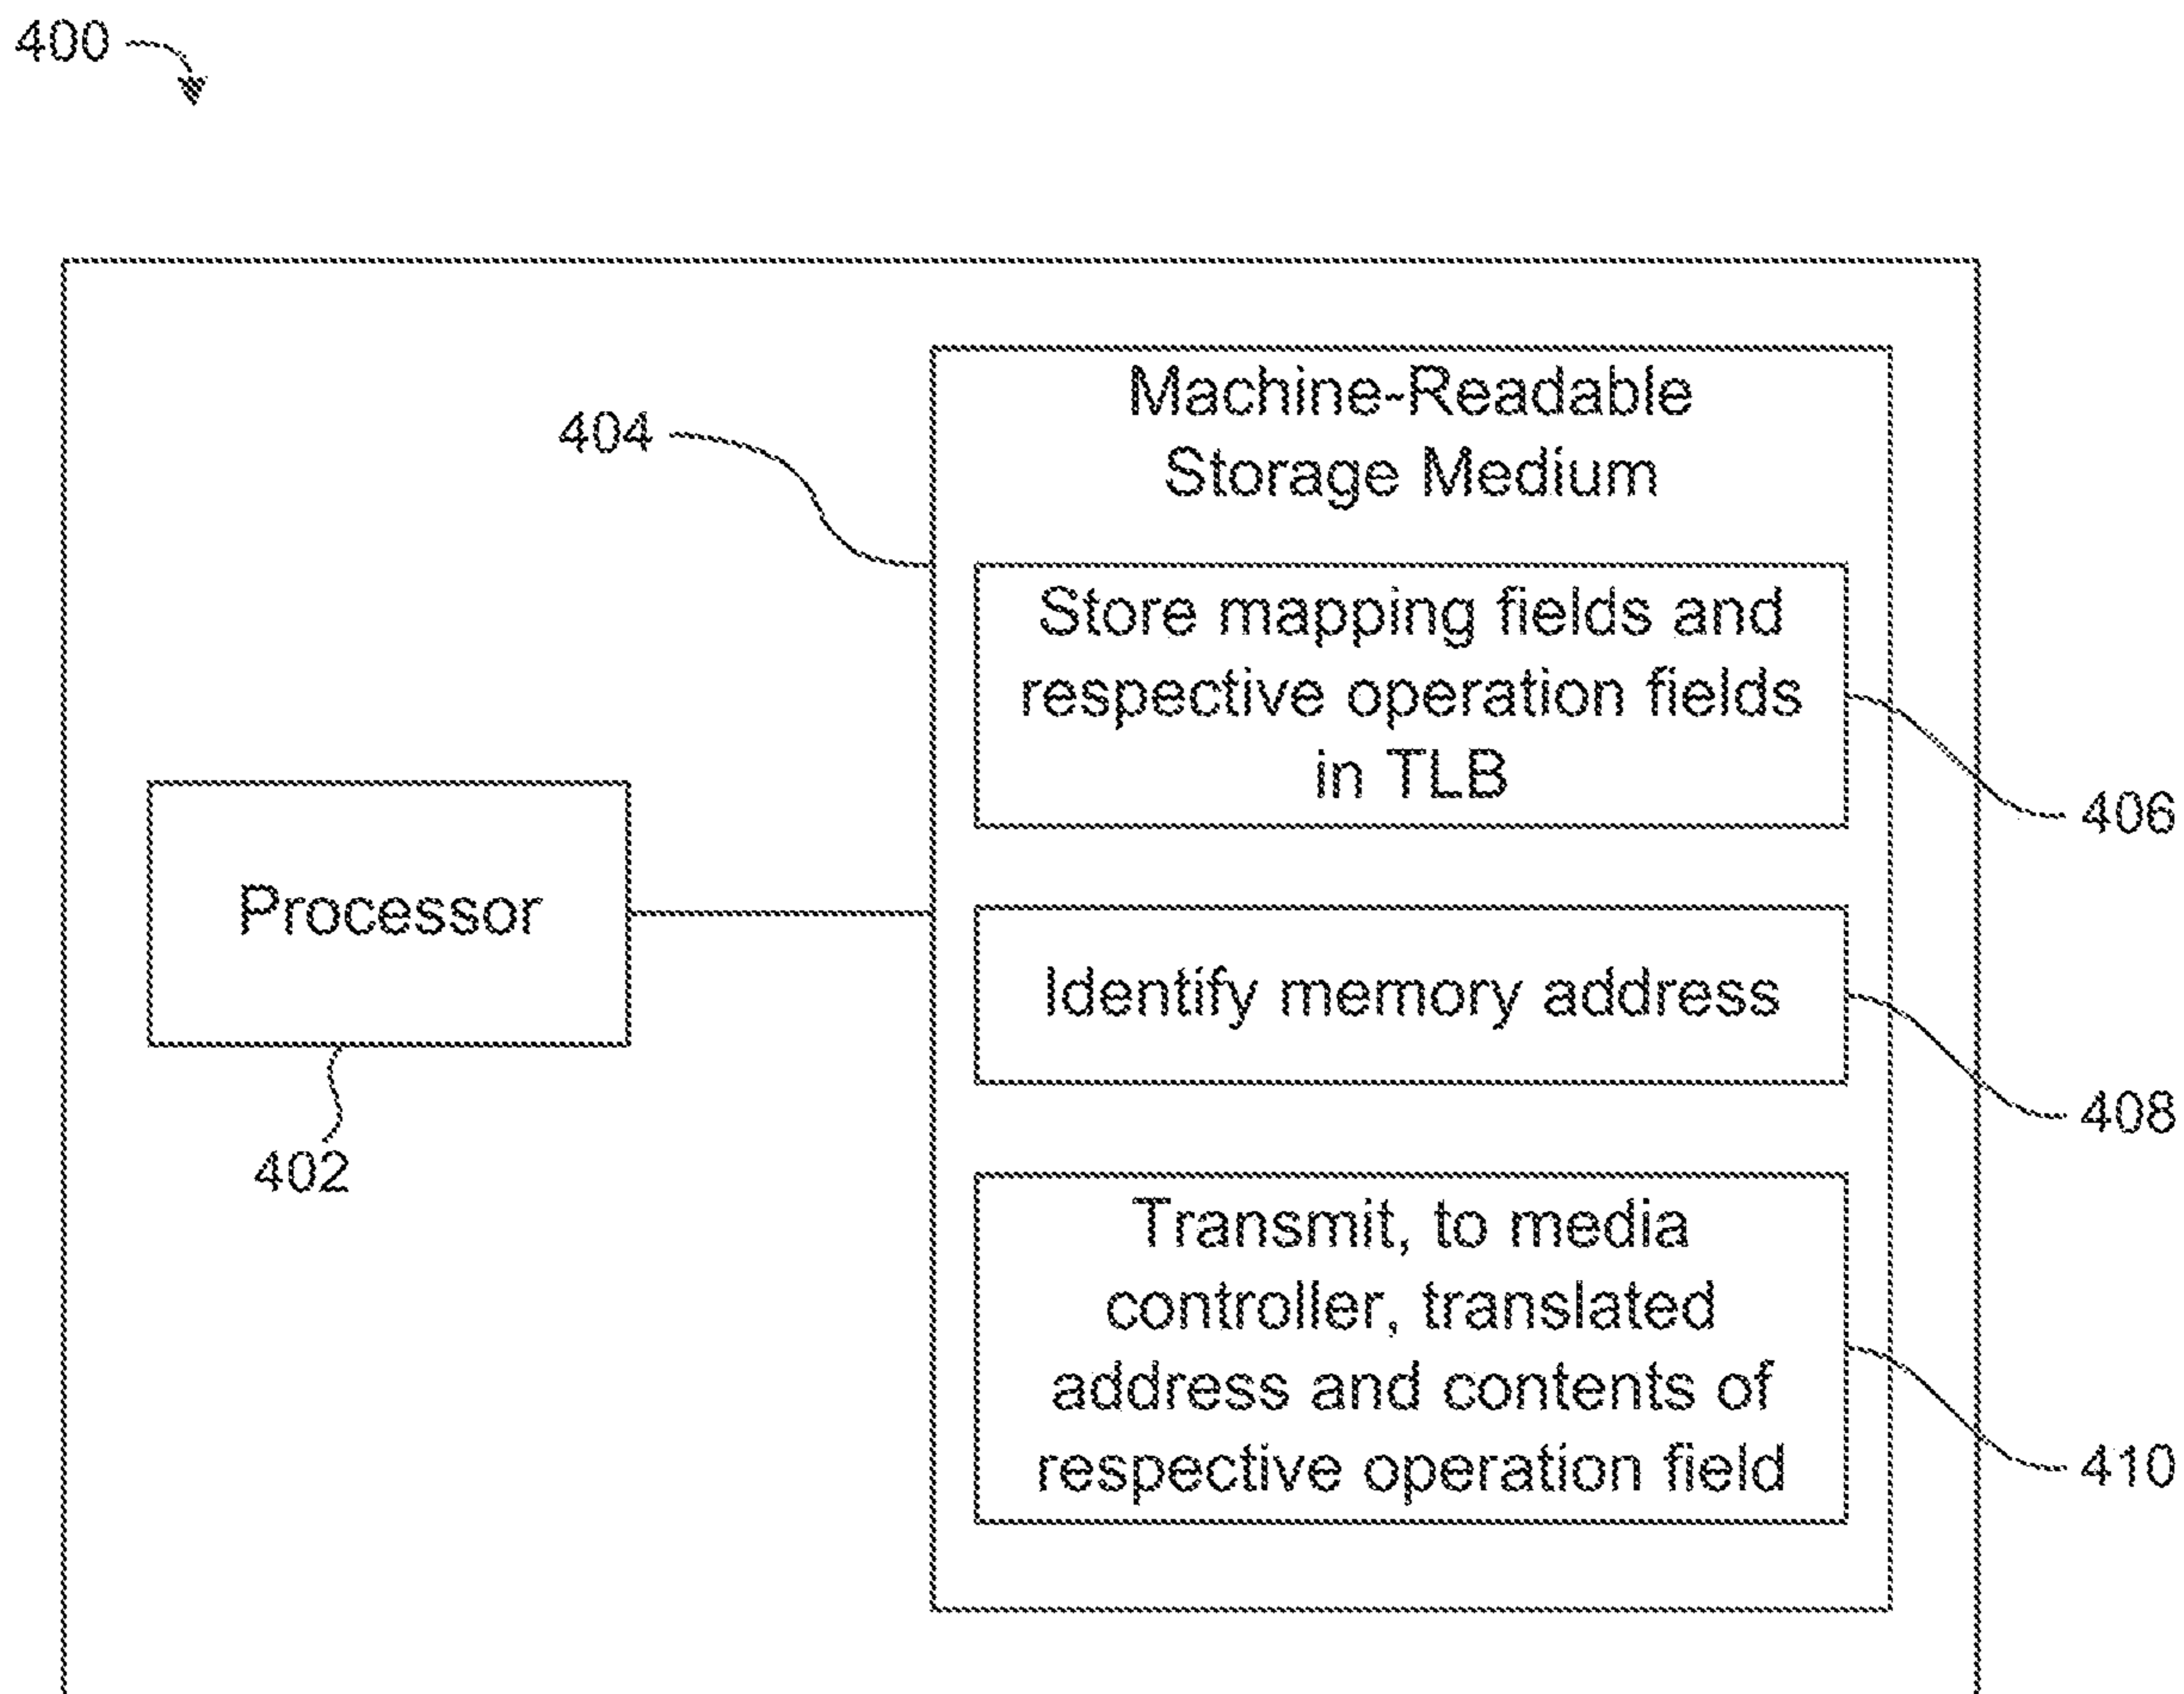 400
Machine-Readable
Storage Medium
404
Store mapping fields and
respective operation fields
in TLB
406
Processor
402
Identify memory address
408
Transmit, to media
controller, translated
address and contents of
respective operation field
410